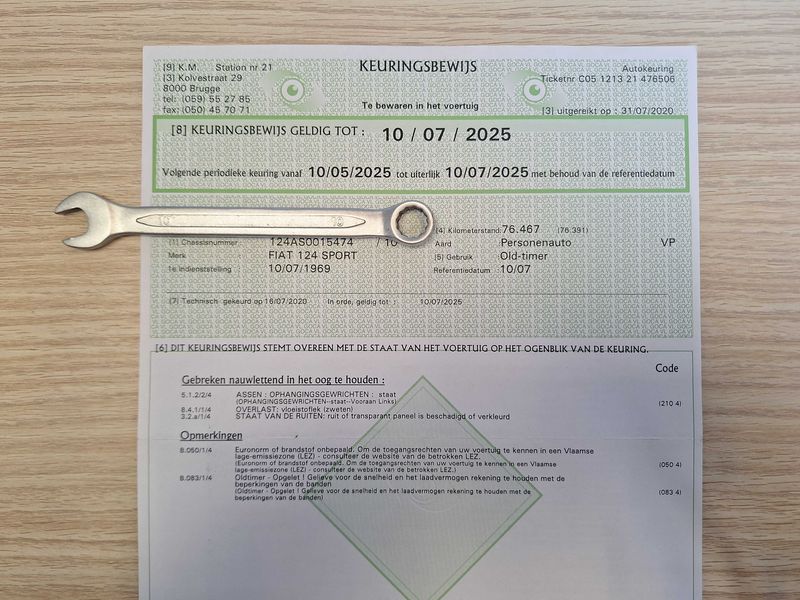 [9] K.M. Station nr 21
[3] Kolvestraat 29
8000 Brugge
tel: (059) 55 27 85
fax: (050) 45 70 71
KEURINGSBEWIJS
Te bewaren in het voertuig
Autokeuring
Ticketnr C05 1213 21 476506
[3] uitgereikt op : 31/07/2020
[8] KEURINGSBEWIJS GELDIG TOT : 10 / 07 / 2025
Volgende periodieke keuring vanaf 10/05/2025 tot uiterlijk 10/07/2025 met behoud van de referentiedatum
[4] Kilometerstand: 76.467 (76.391)
[1] Chassisnummer 124AS0015474 / 10 Aard Personenauto VP
Merk FIAT 124 SPORT [5] Gebruik Old-timer
1e Indienststelling 10/07/1969 Referentiedatum 10/07
[7] Technisch gekeurd op 16/07/2020 In orde, geldig tot : 10/07/2025
[6] DIT KEURINGSBEWIJS STEMT OVEREEN MET DE STAAT VAN HET VOERTUIG OP HET OGENBLIK VAN DE KEURING.
Code
Gebreken nauwlettend in het oog te houden :
5.1.2/2/4 ASSEN : OPHANGINGSGEWRICHTEN : staat
(OPHANGINGSGEWRICHTEN--staat--Vooraan Links) (210 4)
8.4.1/1/4 OVERLAST: vloeistoflek (zweten)
3.2.a/1/4 STAAT VAN DE RUITEN: ruit of transparant paneel is beschadigd of verkleurd
Opmerkingen
8.050/1/4 Euronorm of brandstof onbepaald. Om de toegangsrechten van uw voertuig te kennen in een Vlaamse
lage-emissiezone (LEZ) - consulteer de website van de betrokken LEZ.
(Euronorm of brandstof onbepaald. Om de toegangsrechten van uw voertuig te kennen in een Vlaamse (050 4)
lage-emissiezone (LEZ) - consulteer de website van de betrokken LEZ.)
8.083/1/4 Oldtimer - Opgelet ! Gelieve voor de snelheid en het laadvermogen rekening te houden met de
beperkingen van de banden
(Oldtimer - Opgelet ! Gelieve voor de snelheid en het laadvermogen rekening te houden met de (083 4)
beperkingen van de banden)